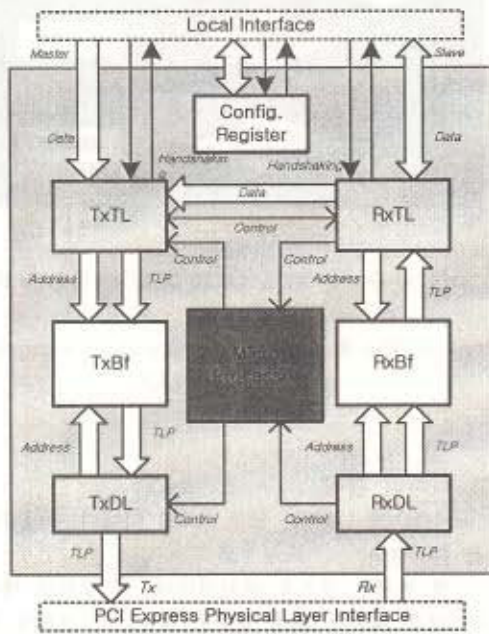 Local Interface
Master
Slave
Config.
Register
Data
Data
Handshaking
TxTL
Data
RxTL
Control
Control
Control
Address
TLP
Address
TLP
TxBf
RxBf
Address
TLP
Address
TLP
TxDL
RxDL
Control
Control
TLP
TLP
Tx
Rx
PCI Express Physical Layer Interface